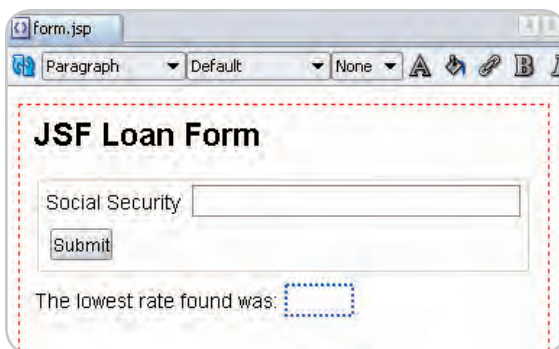 form.jsp
Paragraph Default None A B
JSF Loan Form
Social Security
Submit
The lowest rate found was: